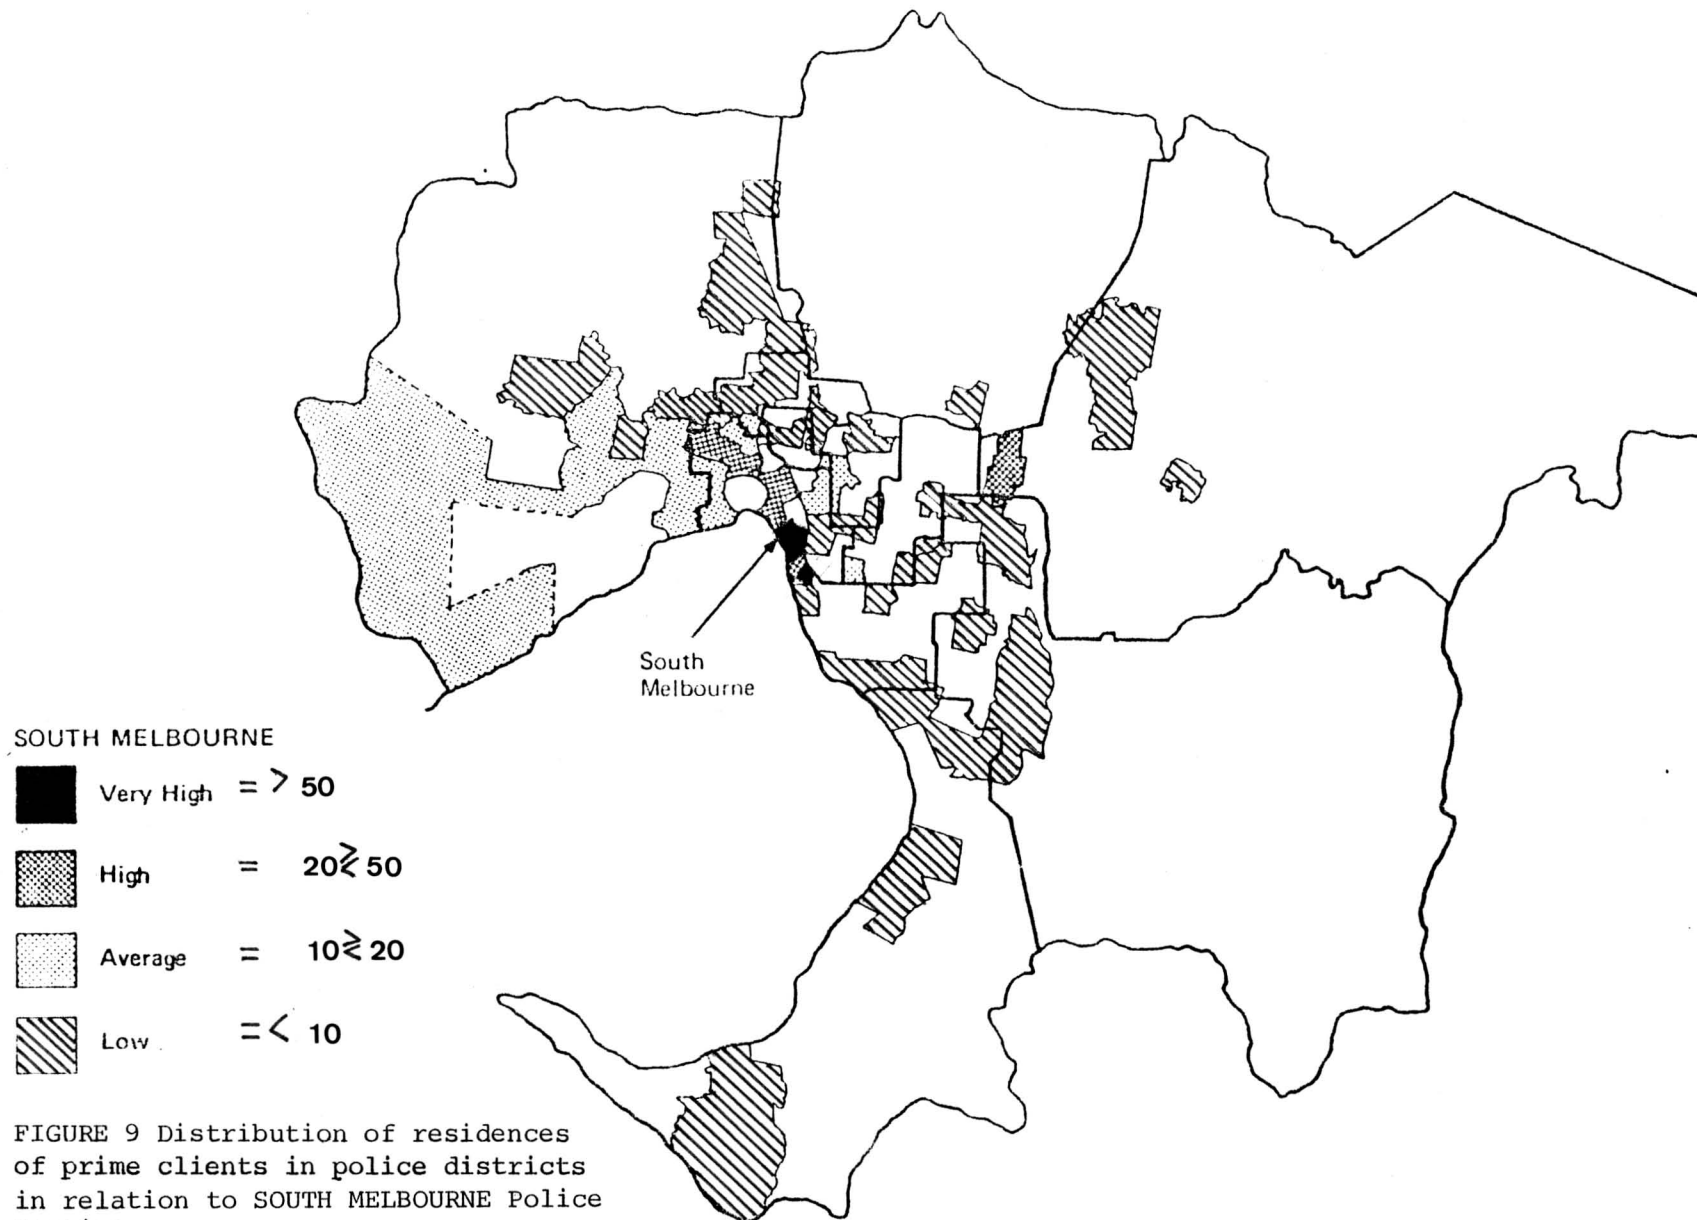 South
Melbourne
SOUTH MELBOURNE
Very High = > 50
High = 20⩾⩽ 50
Average = 10⩾⩽ 20
Low = < 10
FIGURE 9 Distribution of residences
of prime clients in police districts
in relation to SOUTH MELBOURNE Police